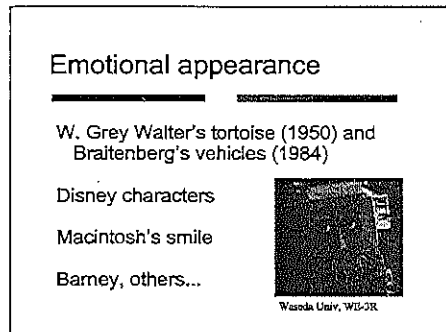 Emotional appearance
W. Grey Walter's tortoise (1950) and
Braitenberg's vehicles (1984)
Disney characters
Macintosh's smile
Barney, others...
Waseda Univ, WE-3R